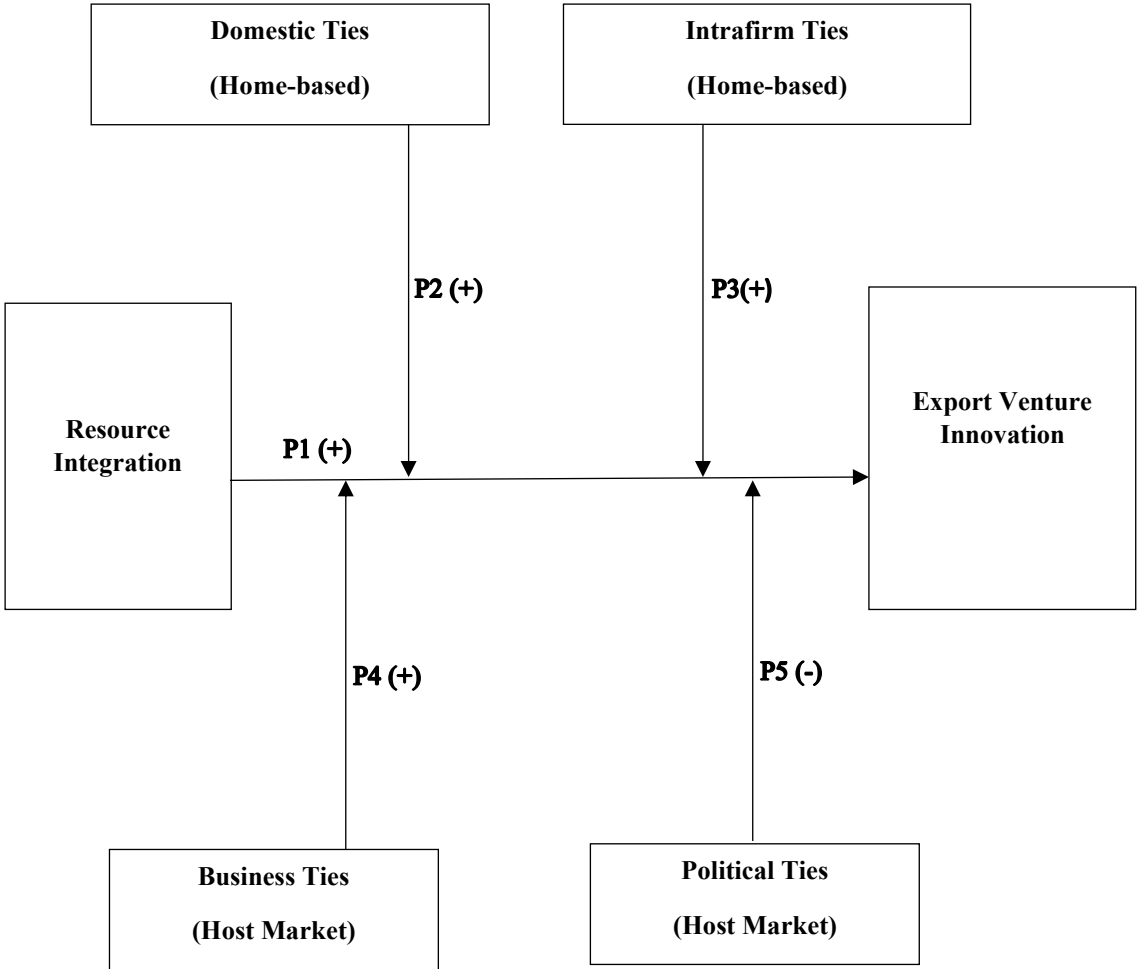 Domestic Ties
(Home-based)
Intrafirm Ties
(Home-based)
P2 (+)
P3(+)
Resource
Integration
P1 (+)
Export Venture
Innovation
P4 (+)
P5 (-)
Business Ties
(Host Market)
Political Ties
(Host Market)